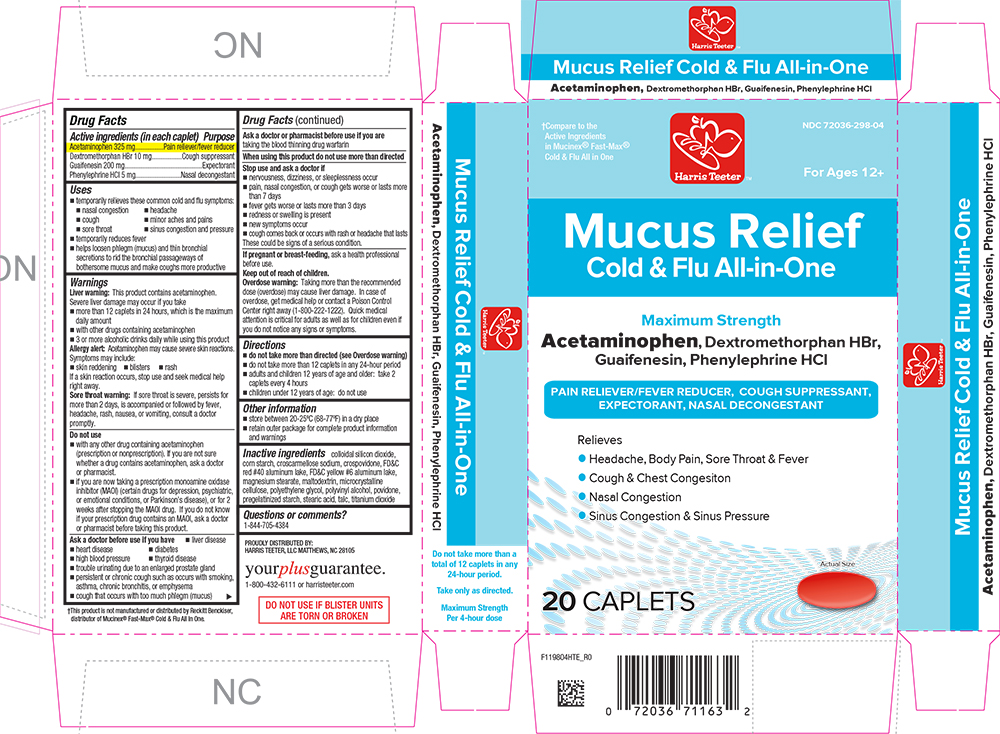 NC
Drug Facts
Active ingredients (in each caplet) Purpose
Acetaminophen 325 mg..............Pain reliever/fever reducer
Dextromethorphan HBr 10 mg..............Cough suppressant
Guaifenesin 200 mg..............Expectorant
Phenylephrine HCl 5 mg..............Nasal decongestant
Uses
■ temporarily relieves these common cold and flu symptoms:
■ nasal congestion ■ headache
■ cough ■ minor aches and pains
■ sore throat ■ sinus congestion and pressure
■ temporarily reduces fever
■ helps loosen phlegm (mucus) and thin bronchial
secretions to rid the bronchial passageways of
bothersome mucus and make coughs more productive
Warnings
Liver warning: This product contains acetaminophen.
Severe liver damage may occur if you take
■ more than 12 caplets in 24 hours, which is the maximum
daily amount
■ with other drugs containing acetaminophen
■ 3 or more alcoholic drinks daily while using this product
Allergy alert: Acetaminophen may cause severe skin reactions.
Symptoms may include:
■ skin reddening ■ blisters ■ rash
If a skin reaction occurs, stop use and seek medical help
right away.
Sore throat warning: If sore throat is severe, persists for
more than 2 days, is accompanied or followed by fever,
headache, rash, nausea, or vomiting, consult a doctor
promptly.
Do not use
■ with any other drug containing acetaminophen
(prescription or nonprescription). If you are not sure
whether a drug contains acetaminophen, ask a doctor
or pharmacist.
■ if you are now taking a prescription monoamine oxidase
inhibitor (MAOI) (certain drugs for depression, psychiatric,
or emotional conditions, or Parkinson's disease), or for 2
weeks after stopping the MAOI drug. If you do not know
if your prescription drug contains an MAOI, ask a doctor
or pharmacist before taking this product.
Ask a doctor before use if you have ■ liver disease
■ heart disease ■ diabetes
■ high blood pressure ■ thyroid disease
■ trouble urinating due to an enlarged prostate gland
■ persistent or chronic cough such as occurs with smoking,
asthma, chronic bronchitis, or emphysema
■ cough that occurs with too much phlegm (mucus) ▶
†This product is not manufactured or distributed by Reckitt Benckiser,
distributor of Mucinex® Fast-Max® Cold & Flu All In One.
Drug Facts (continued)
Ask a doctor or pharmacist before use if you are
taking the blood thinning drug warfarin
When using this product do not use more than directed
Stop use and ask a doctor if
■ nervousness, dizziness, or sleeplessness occur
■ pain, nasal congestion, or cough gets worse or lasts more
than 7 days
■ fever gets worse or lasts more than 3 days
■ redness or swelling is present
■ new symptoms occur
■ cough comes back or occurs with rash or headache that lasts
These could be signs of a serious condition.
If pregnant or breast-feeding, ask a health professional
before use.
Keep out of reach of children.
Overdose warning: Taking more than the recommended
dose (overdose) may cause liver damage. In case of
overdose, get medical help or contact a Poison Control
Center right away (1-800-222-1222). Quick medical
attention is critical for adults as well as for children even if
you do not notice any signs or symptoms.
Directions
■ do not take more than directed (see Overdose warning)
■ do not take more than 12 caplets in any 24-hour period
■ adults and children 12 years of age and older: take 2
caplets every 4 hours
■ children under 12 years of age: do not use
Other information
■ store between 20-25ºC (68-77ºF) in a dry place
■ retain outer package for complete product information
and warnings
Inactive ingredients colloidal silicon dioxide,
corn starch, croscarmellose sodium, crospovidone, FD&C
red #40 aluminum lake, FD&C yellow #6 aluminum lake,
magnesium stearate, maltodextrin, microcrystalline
cellulose, polyethylene glycol, polyvinyl alcohol, povidone,
pregelatinized starch, stearic acid, talc, titanium dioxide
Questions or comments?
1-844-705-4384
PROUDLY DISTRIBUTED BY:
HARRIS TEETER, LLC MATTHEWS, NC 28105
yourplusguarantee.
1-800-432-6111 or harristeeter.com
DO NOT USE IF BLISTER UNITS
ARE TORN OR BROKEN
NC
NC
Mucus Relief Cold & Flu All-in-One
Acetaminophen, Dextromethorphan HBr, Guaifenesin, Phenylephrine HCl
Harris Teeter™
Do not take more than a
total of 12 caplets in any
24-hour period.
Take only as directed.
Maximum Strength
Per 4-hour dose
Harris Teeter™
Mucus Relief Cold & Flu All-in-One
Acetaminophen, Dextromethorphan HBr, Guaifenesin, Phenylephrine HCl
†Compare to the
Active Ingredients
in Mucinex® Fast-Max®
Cold & Flu All in One
Harris Teeter™
NDC 72036-298-04
For Ages 12+
Mucus Relief
Cold & Flu All-in-One
Maximum Strength
Acetaminophen, Dextromethorphan HBr,
Guaifenesin, Phenylephrine HCl
PAIN RELIEVER/FEVER REDUCER, COUGH SUPPRESSANT,
EXPECTORANT, NASAL DECONGESTANT
Relieves
● Headache, Body Pain, Sore Throat & Fever
● Cough & Chest Congesiton
● Nasal Congestion
● Sinus Congestion & Sinus Pressure
Actual Size
20 CAPLETS
F119804HTE_R0
0 72036 71163 2
Harris Teeter™
Mucus Relief Cold & Flu All-in-One
Acetaminophen, Dextromethorphan HBr, Guaifenesin, Phenylephrine HCl